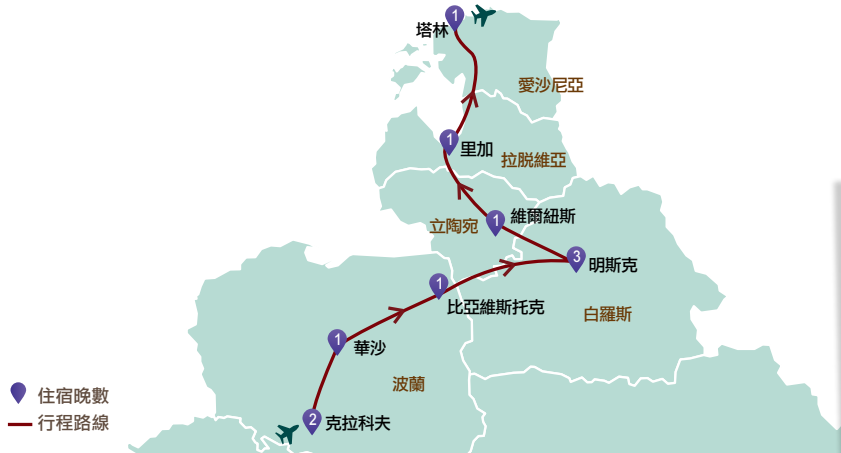 1
塔林
愛沙尼亞
1
里加
拉脱維亞
1
維爾紐斯
立陶宛
3
明斯克
1
比亞維斯托克
白羅斯
1
華沙
波蘭
住宿晚數
2
克拉科夫
行程路線